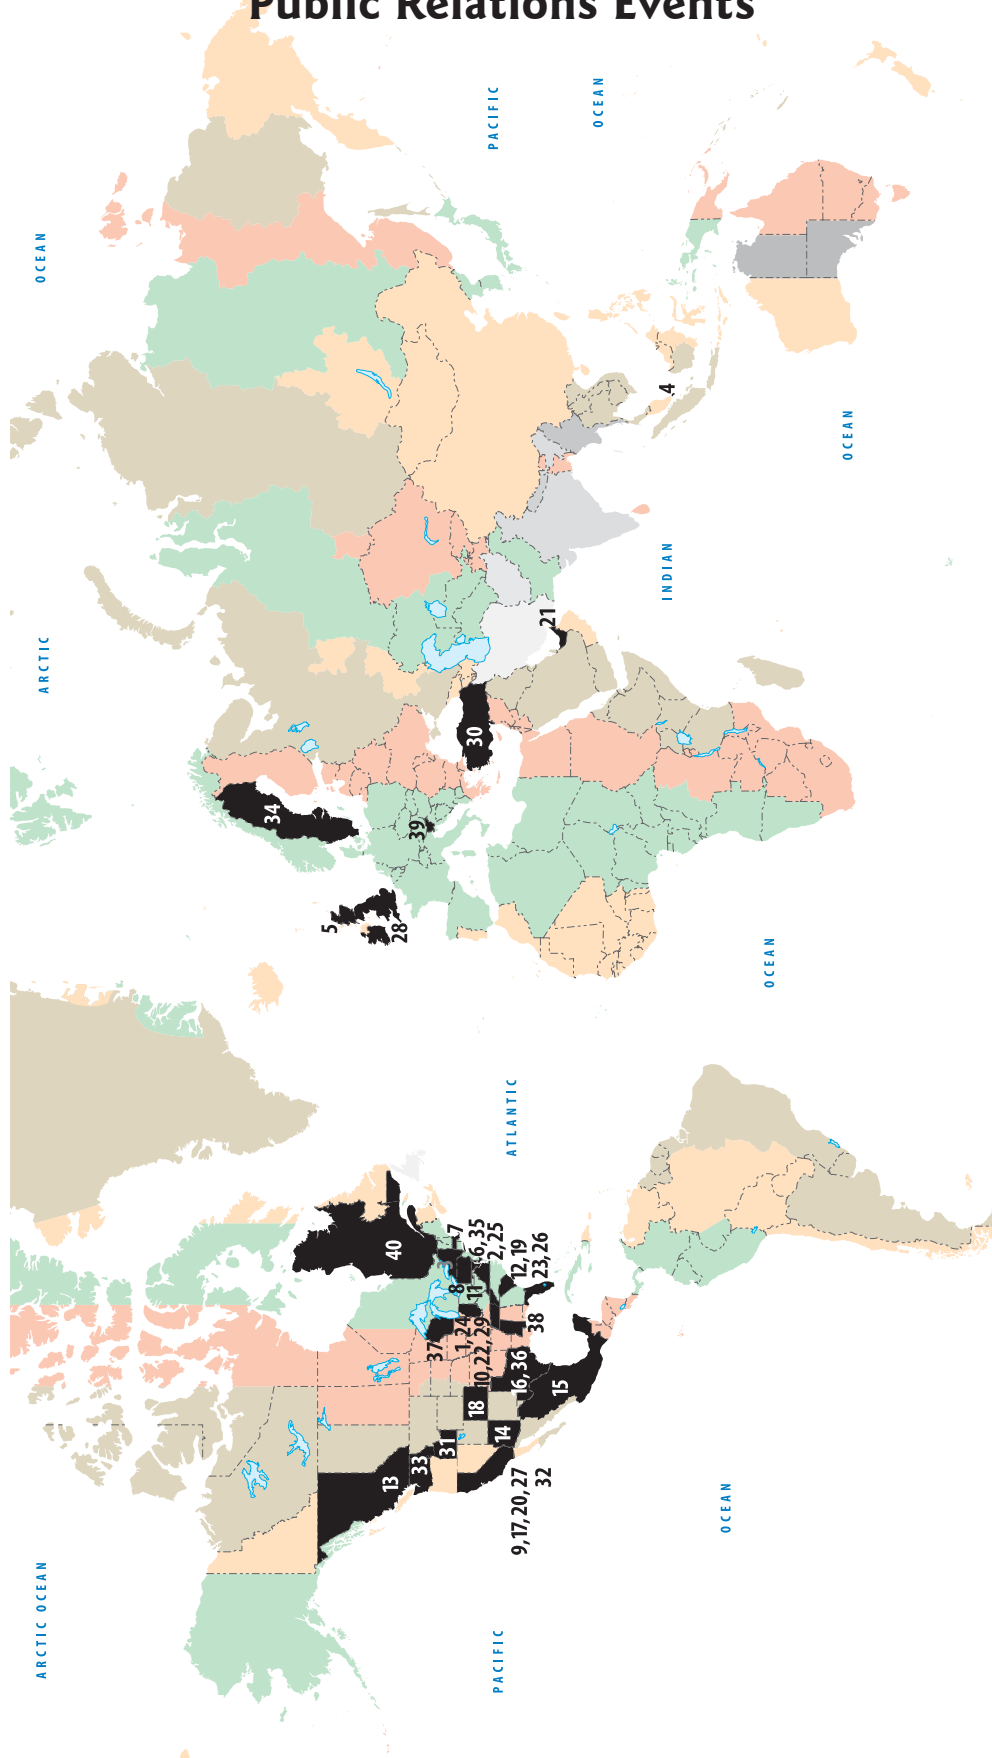 Public Relations Events
ARCTIC OCEAN
ARCTIC
OCEAN
PACIFIC
OCEAN
ATLANTIC
OCEAN
INDIAN
OCEAN
PACIFIC
OCEAN
13
33
31
9,17,20,27
32
14
18
15
16,36
37
1,24
10,22,29
38
8
11
7
6,35
2,25
12,19
23,26
40
5
28
34
39
30
21
4